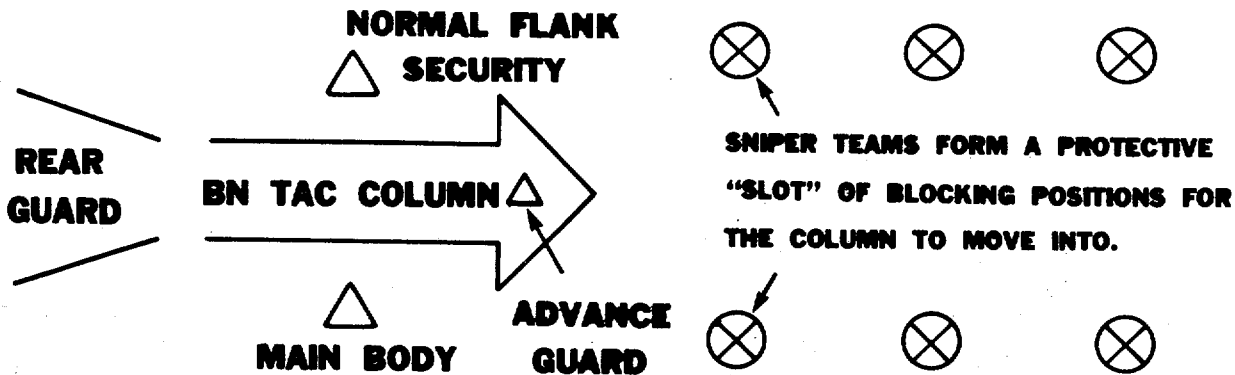 NORMAL FLANK
SECURITY
REAR
GUARD
BN TAC COLUMN
ADVANCE
GUARD
MAIN BODY
SNIPER TEAMS FORM A PROTECTIVE
“SLOT” OF BLOCKING POSITIONS FOR
THE COLUMN TO MOVE INTO.